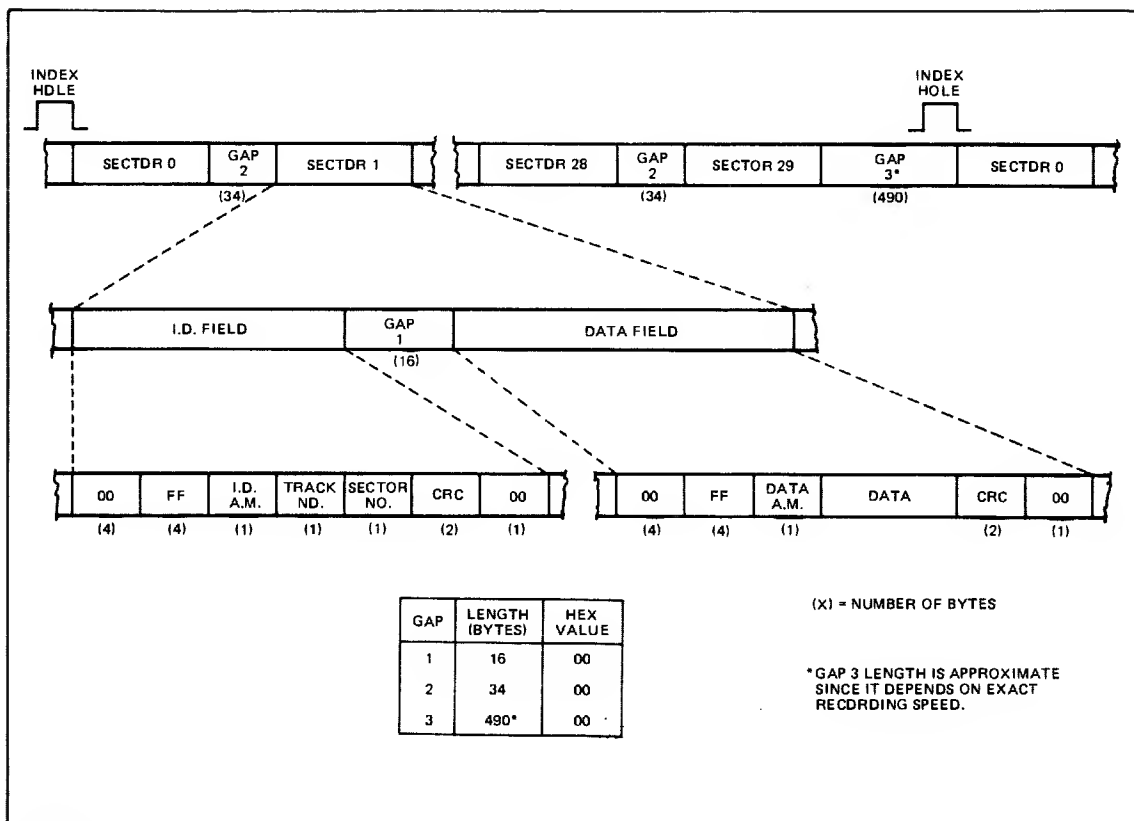 INDEX
HDLE
INDEX
HOLE
SECTDR 0
GAP
2
SECTDR 1
SECTDR 28
GAP
2
SECTOR 29
GAP
3*
SECTDR 0
(34)
(34)
(490)
I.D. FIELD
GAP
1
DATA FIELD
(16)
00
FF
I.D.
A.M.
TRACK
ND.
SECTOR
NO.
CRC
00
00
FF
DATA
A.M.
DATA
CRC
00
(4)
(4)
(1)
(1)
(1)
(2)
(1)
(4)
(4)
(1)
(2)
(1)
GAP
LENGTH
(BYTES)
HEX
VALUE
1
16
00
2
34
00
3
490*
00
(X) = NUMBER OF BYTES
*GAP 3 LENGTH IS APPROXIMATE
SINCE IT DEPENDS ON EXACT
RECDRDING SPEED.